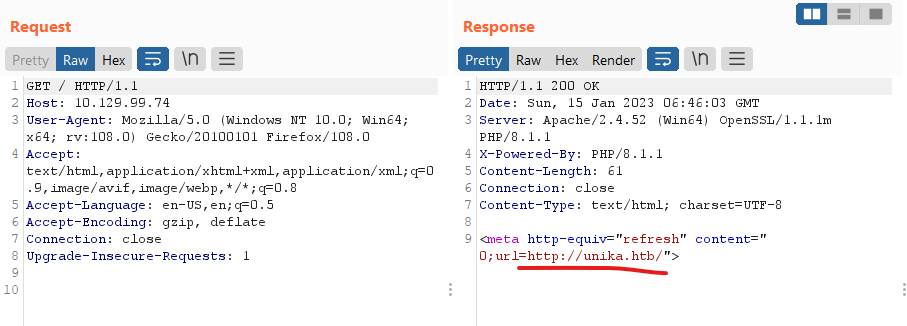 Request
Pretty Raw Hex \n
1 GET / HTTP/1.1
2 Host: 10.129.99.74
3 User-Agent: Mozilla/5.0 (Windows NT 10.0; Win64;
x64; rv:108.0) Gecko/20100101 Firefox/108.0
4 Accept:
text/html,application/xhtml+xml,application/xml;q=0
.9,image/avif,image/webp,*/*;q=0.8
5 Accept-Language: en-US,en;q=0.5
6 Accept-Encoding: gzip, deflate
7 Connection: close
8 Upgrade-Insecure-Requests: 1
9
10
Response
Pretty Raw Hex Render \n
1 HTTP/1.1 200 OK
2 Date: Sun, 15 Jan 2023 06:46:03 GMT
3 Server: Apache/2.4.52 (Win64) OpenSSL/1.1.1m
PHP/8.1.1
4 X-Powered-By: PHP/8.1.1
5 Content-Length: 61
6 Connection: close
7 Content-Type: text/html; charset=UTF-8
8
9 <meta http-equiv="refresh" content="
0;url=http://unika.htb/">